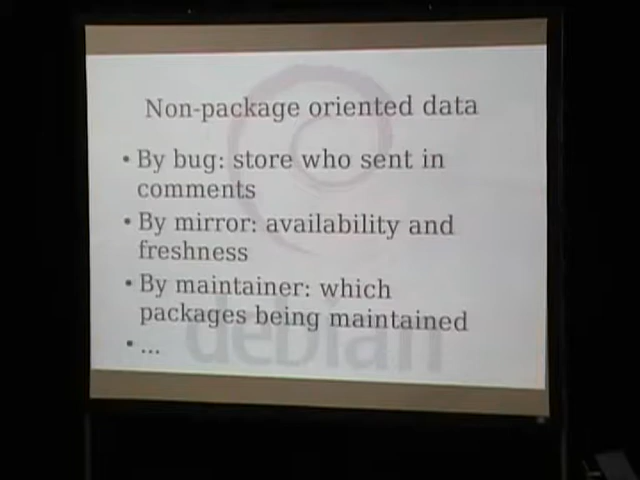 Non-package oriented data
• By bug: store who sent in
comments
• By mirror: availability and
freshness
• By maintainer: which
packages being maintained
• ...
debian